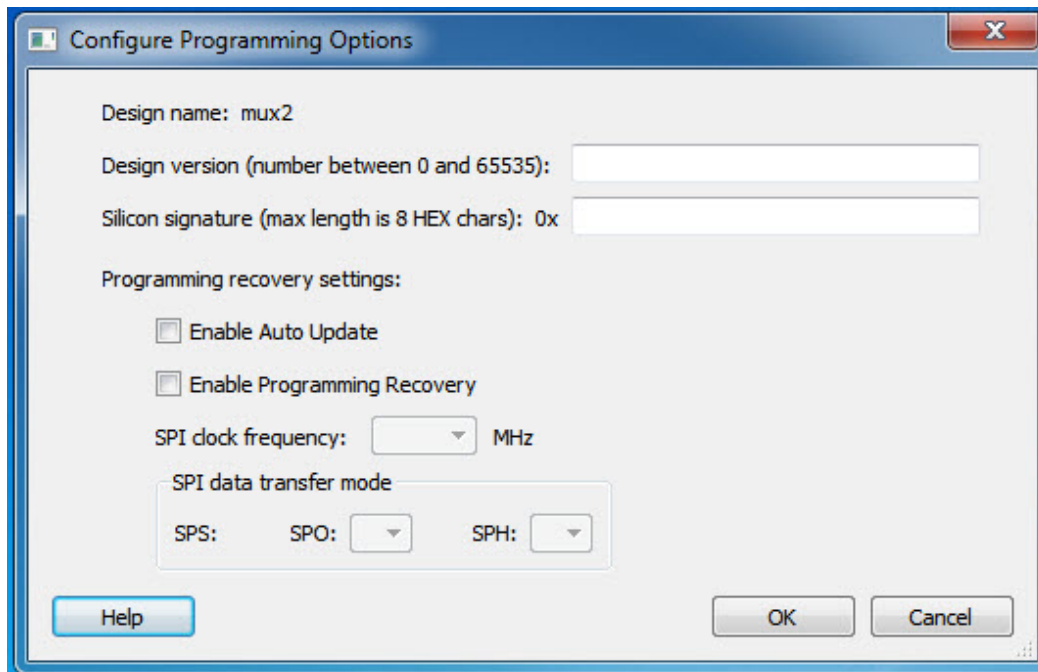 Configure Programming Options
Design name: mux2
Design version (number between 0 and 65535):
Silicon signature (max length is 8 HEX chars): 0x
Programming recovery settings:
Enable Auto Update
Enable Programming Recovery
SPI clock frequency: MHz
SPI data transfer mode
SPS: SPO: SPH:
Help OK Cancel